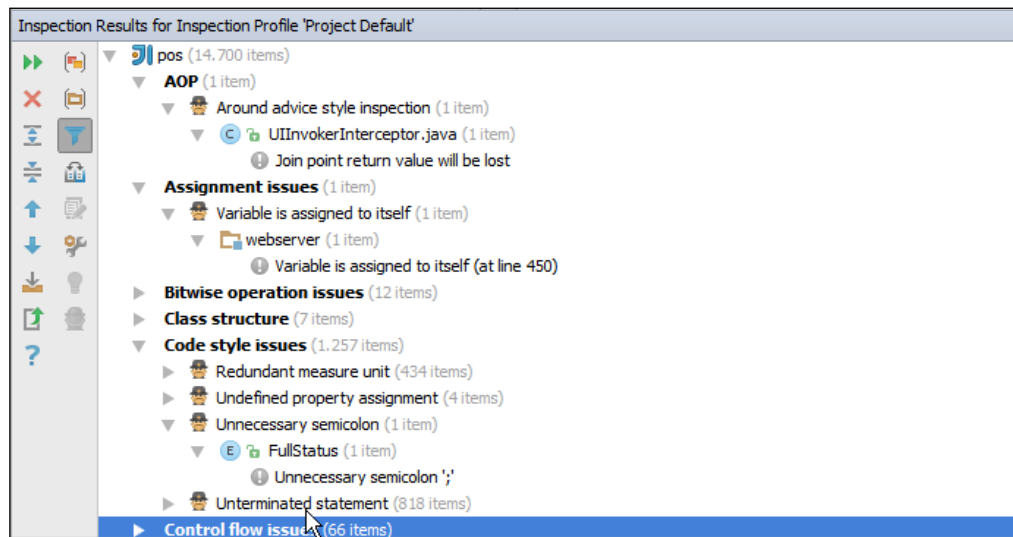 Inspection Results for Inspection Profile 'Project Default'
pos (14.700 items)
AOP (1 item)
Around advice style inspection (1 item)
C UIInvokerInterceptor.java (1 item)
Join point return value will be lost
Assignment issues (1 item)
Variable is assigned to itself (1 item)
webserver (1 item)
Variable is assigned to itself (at line 450)
Bitwise operation issues (12 items)
Class structure (7 items)
Code style issues (1.257 items)
Redundant measure unit (434 items)
Undefined property assignment (4 items)
Unnecessary semicolon (1 item)
E FullStatus (1 item)
Unnecessary semicolon ';'
Unterminated statement (818 items)
Control flow issues (66 items)